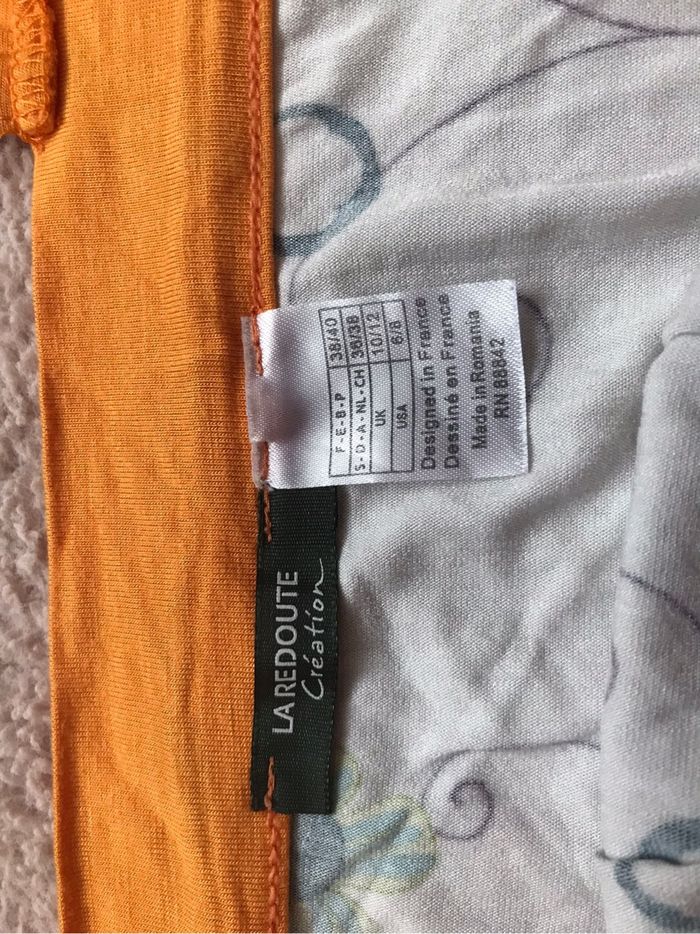 F - E - B - P 38/40
S - D - A - NL - CH 36/38
UK 10/12
USA 6/8
Designed in France
Dessiné en France
Made in Romania
RN 88842
LA REDOUTE
Création